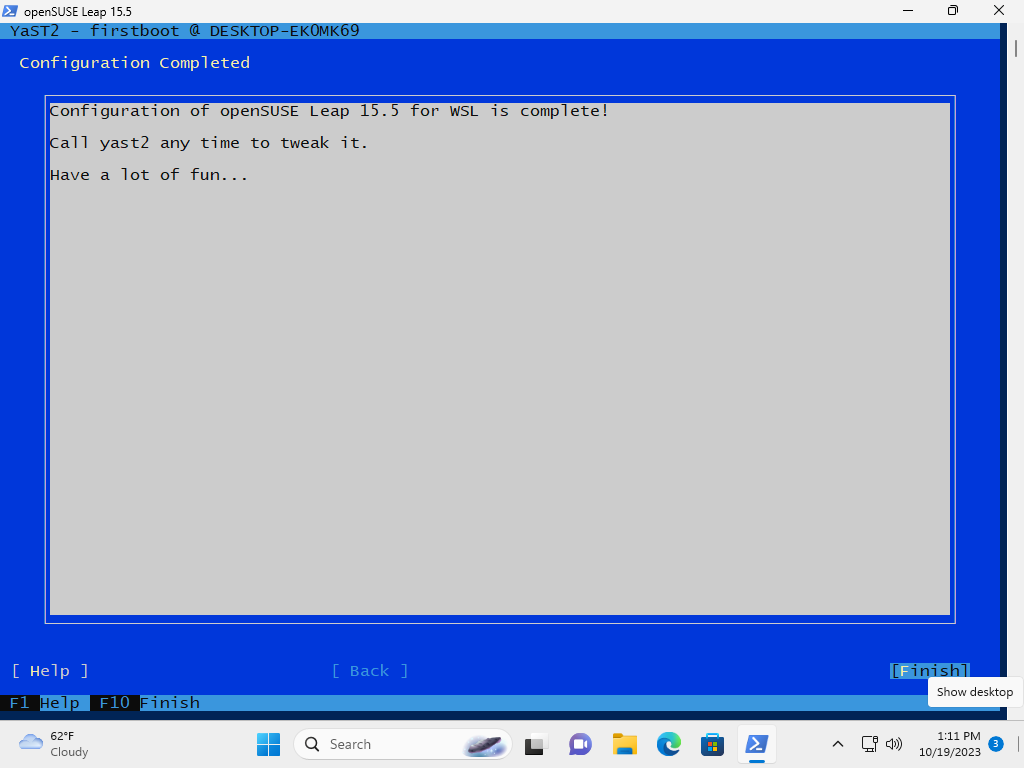 openSUSE Leap 15.5
YaST2 - firstboot @ DESKTOP-EKOMK69
Configuration Completed
Configuration of openSUSE Leap 15.5 for WSL is complete!
Call yast2 any time to tweak it.
Have a lot of fun...
[ Help ] [ Back ] [Finish]
Show desktop
F1 Help F10 Finish
62°F
Cloudy
Search
1:11 PM
10/19/2023
3